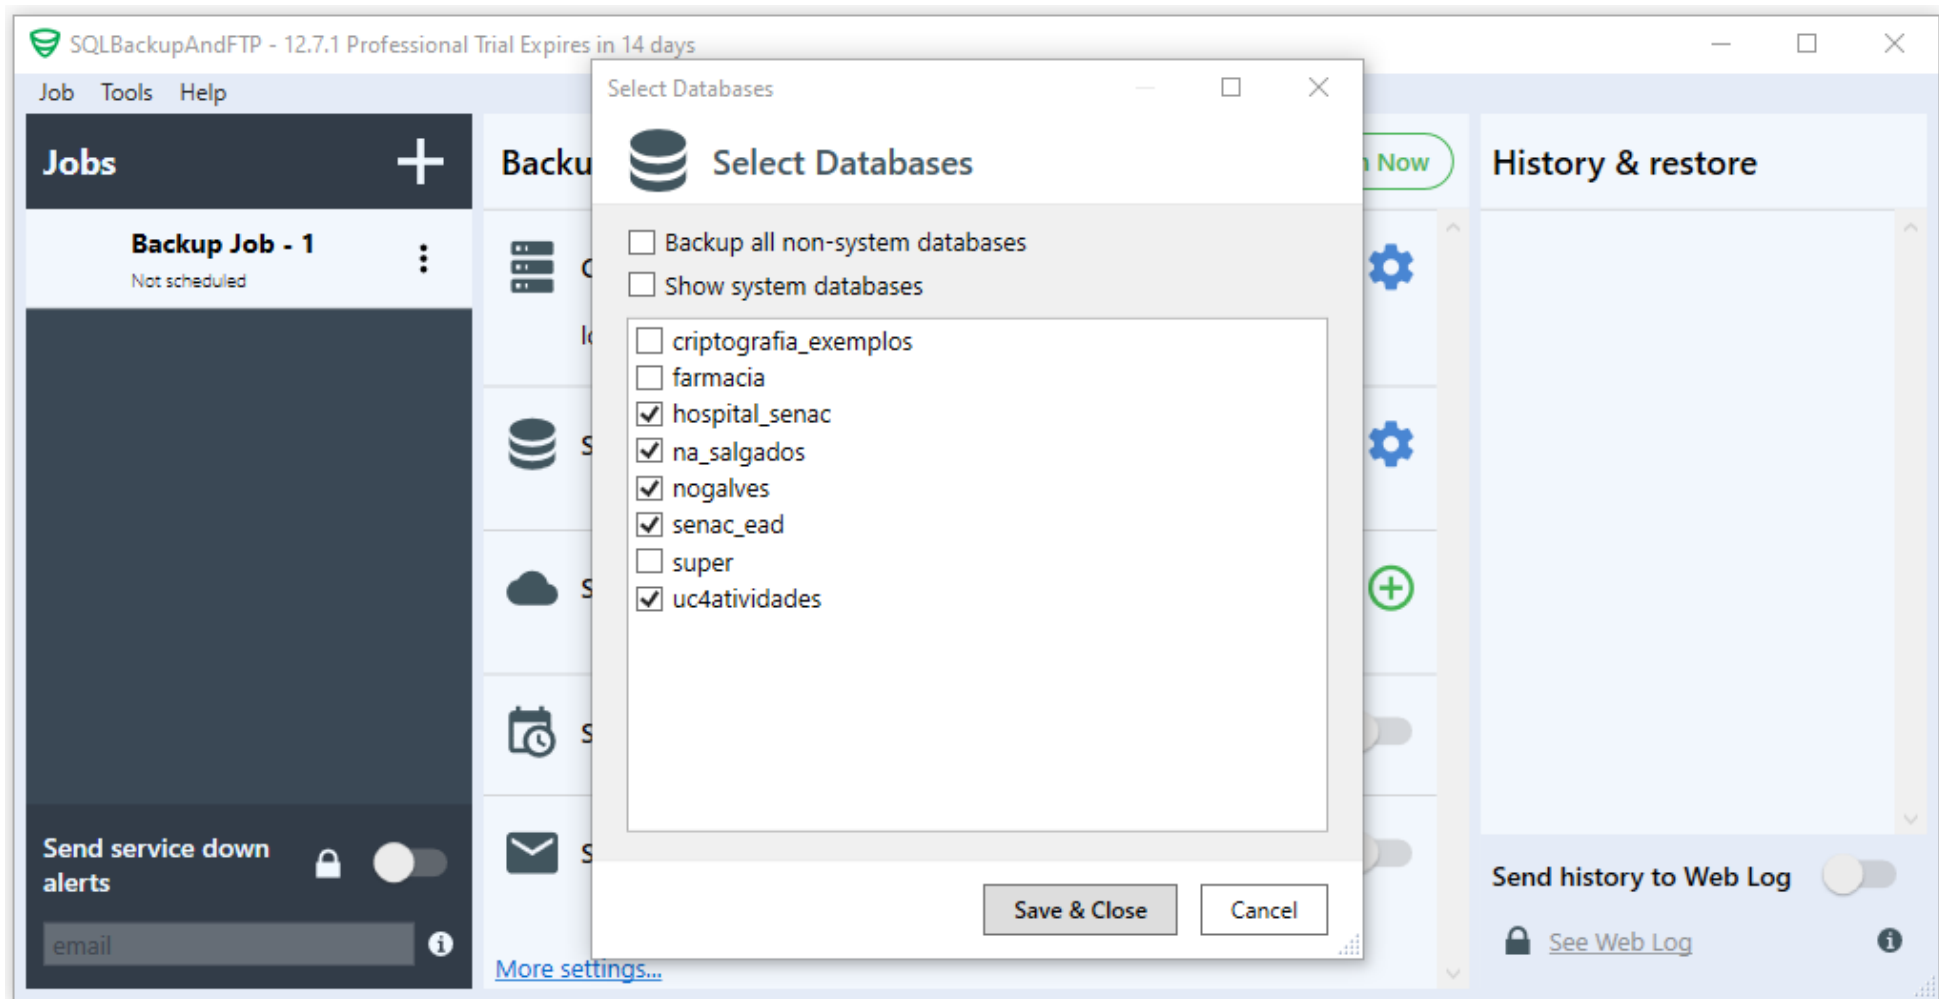 SQLBackupAndFTP - 12.7.1 Professional Trial Expires in 14 days
Job Tools Help
Jobs
Backup Job - 1
Not scheduled
Send service down
alerts
email
Backu
Now
More settings...
Select Databases
Select Databases
Backup all non-system databases
Show system databases
criptografia_exemplos
farmacia
hospital_senac
na_salgados
nogalves
senac_ead
super
uc4atividades
Save & Close
Cancel
History & restore
Send history to Web Log
See Web Log